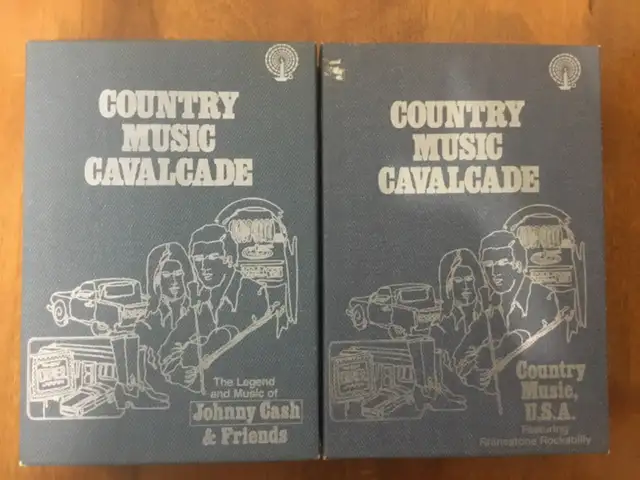 COUNTRY
MUSIC
CAVALCADE
The Legend
and Music of
Johnny Cash
& Friends
COUNTRY
MUSIC
CAVALCADE
Country
Music,
U.S.A.
Featuring
Rhinestone Rockabilly